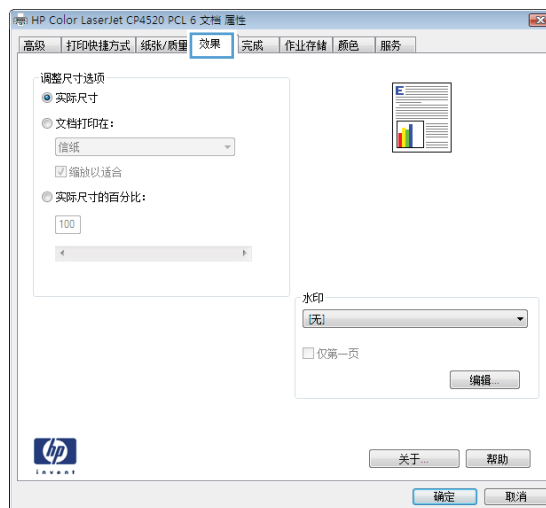 HP Color LaserJet CP4520 PCL 6 文档 属性
高级 打印快捷方式 纸张/质量 效果 完成 作业存储 颜色 服务
调整尺寸选项
实际尺寸
文档打印在：
信纸
缩放以适合
实际尺寸的百分比：
100
E
水印
[无]
仅第一页
编辑...
hp
invent
关于...
帮助
确定
取消